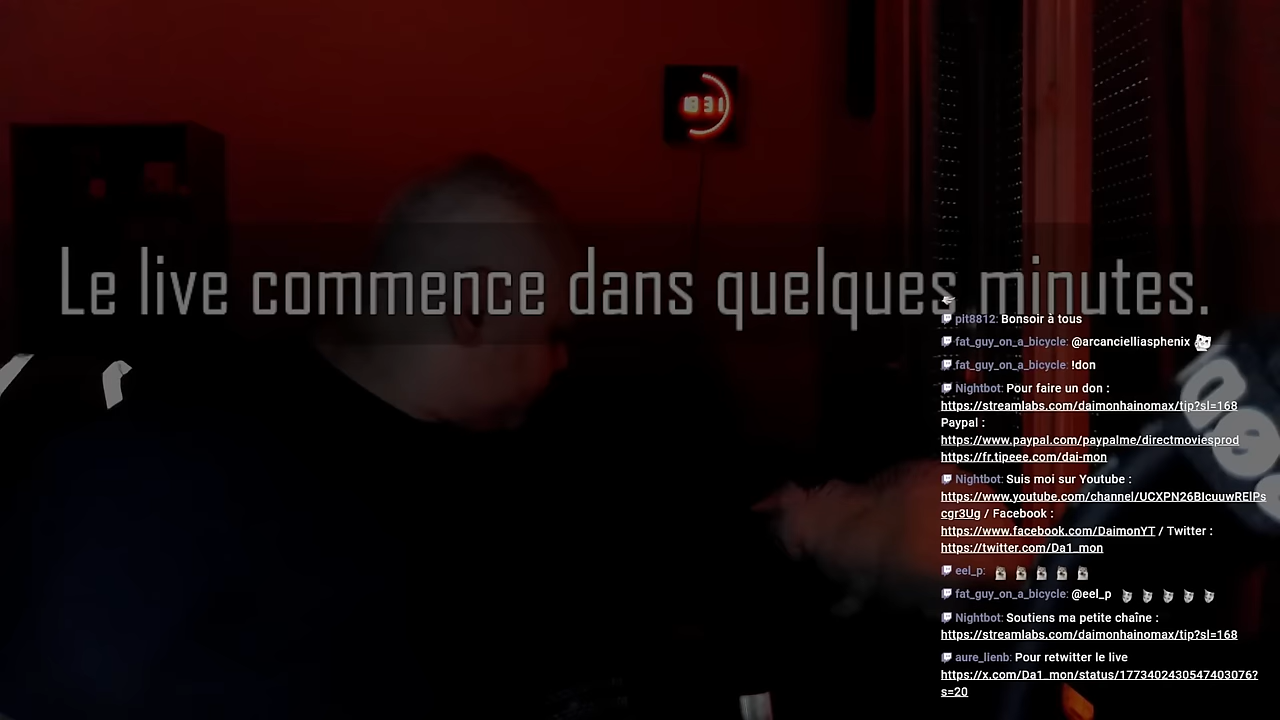 18 31
Le live commence dans quelques minutes.
pit8812: Bonsoir à tous
fat_guy_on_a_bicycle: @arcancielliasphenix
fat_guy_on_a_bicycle: !don
Nightbot: Pour faire un don :
https://streamlabs.com/daimonhainomax/tip?sl=168
Paypal :
https://www.paypal.com/paypalme/directmoviesprod
https://fr.tipeee.com/dai-mon
Nightbot: Suis moi sur Youtube :
https://www.youtube.com/channel/UCXPN26BIcuuwREIPs
cgr3Ug / Facebook :
https://www.facebook.com/DaimonYT / Twitter :
https://twitter.com/Da1_mon
eel_p:
fat_guy_on_a_bicycle: @eel_p
Nightbot: Soutiens ma petite chaîne :
https://streamlabs.com/daimonhainomax/tip?sl=168
aure_lienb: Pour retwitter le live
https://x.com/Da1_mon/status/1773402430547403076?
s=20